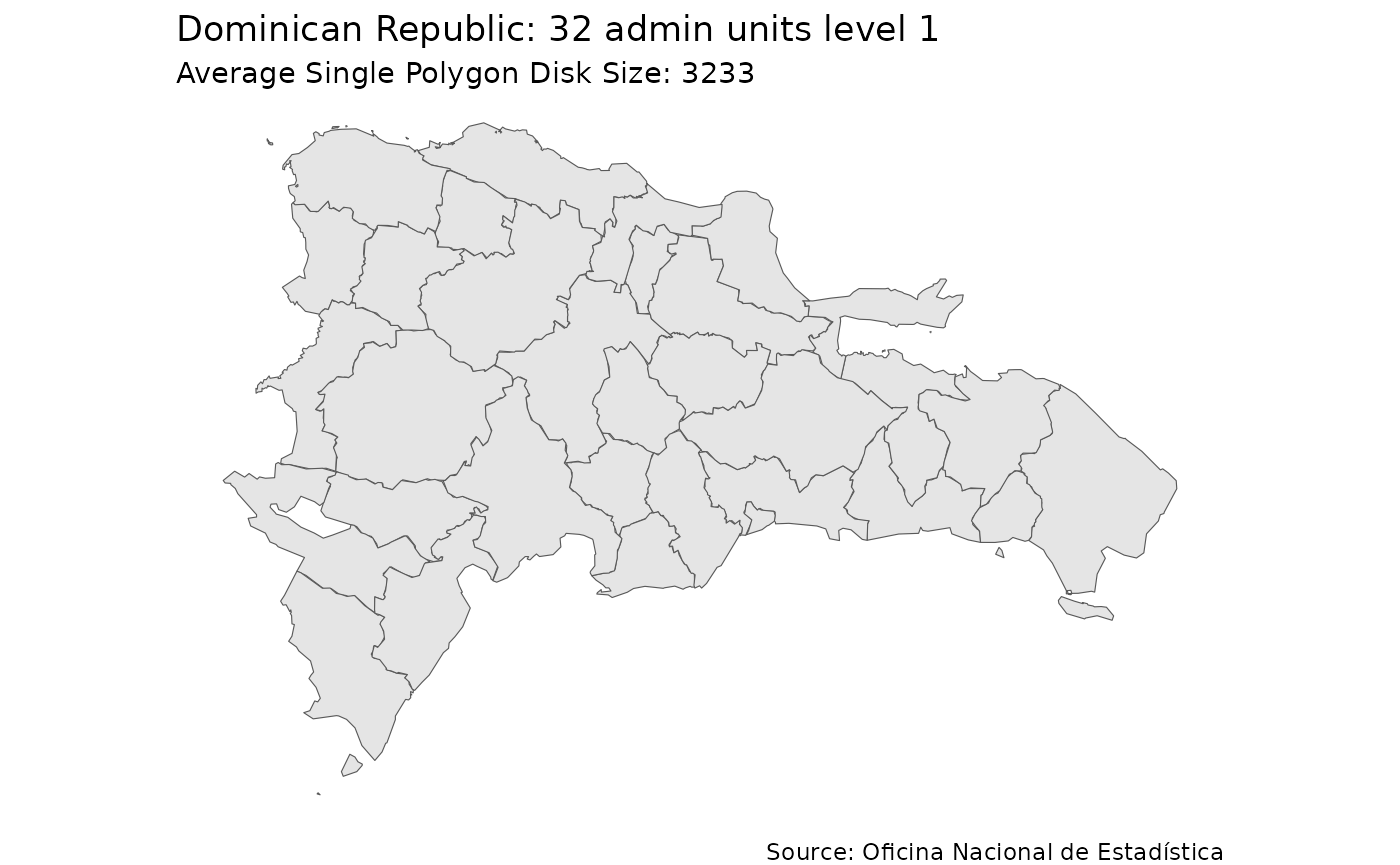 Dominican Republic: 32 admin units level 1
Average Single Polygon Disk Size: 3233
Source: Oficina Nacional de Estadística